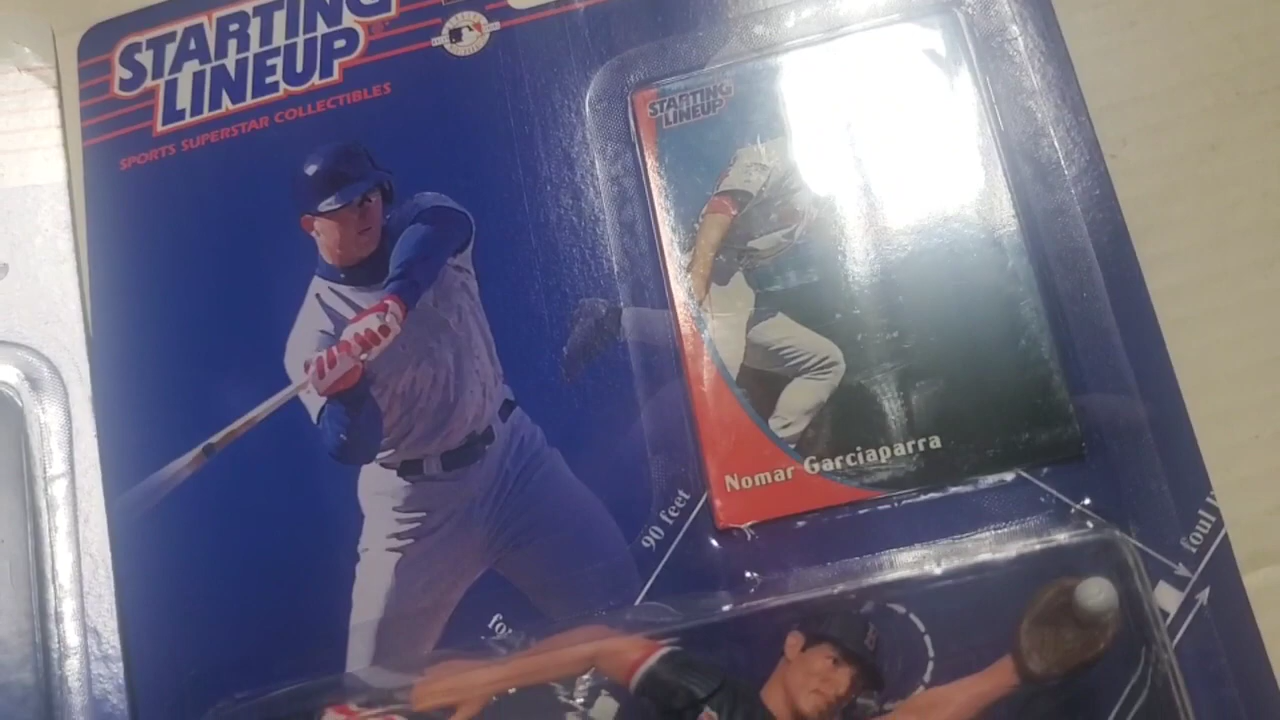 STARTING
LINEUP
SPORTS SUPERSTAR COLLECTIBLES
STARTING
LINEUP
Nomar Garciaparra
90 feet
foul
B